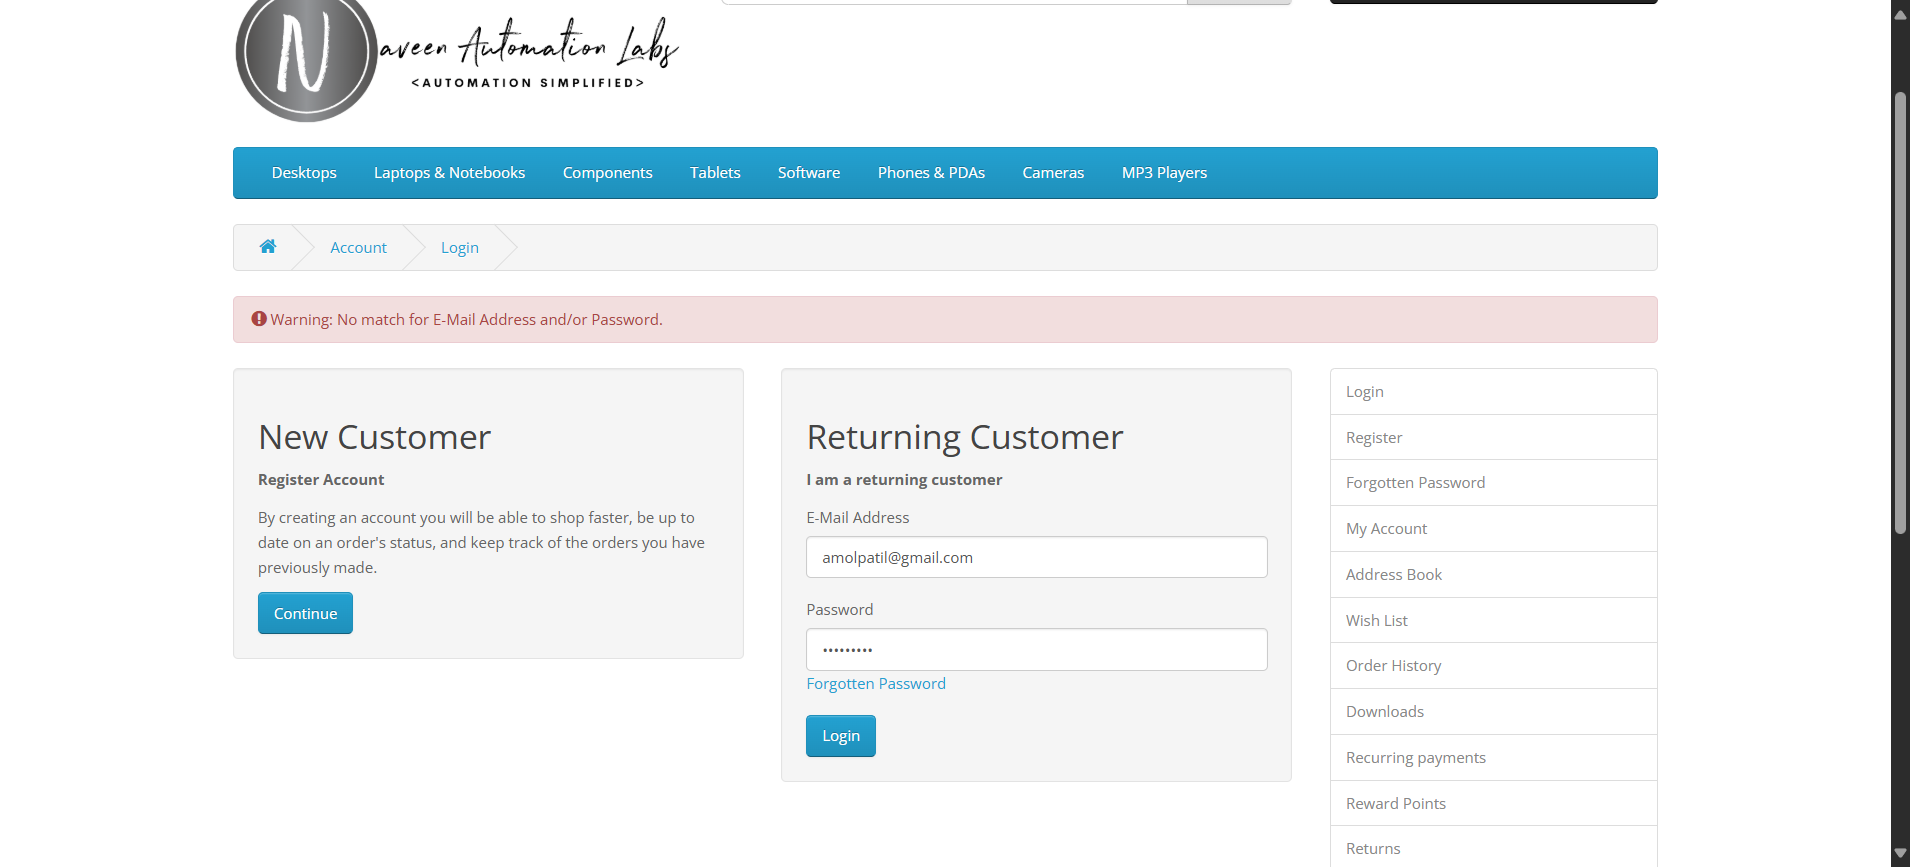 Naveen Automation Labs
<AUTOMATION SIMPLIFIED>
Desktops Laptops & Notebooks Components Tablets Software Phones & PDAs Cameras MP3 Players
Account Login
Warning: No match for E-Mail Address and/or Password.
New Customer
Register Account
By creating an account you will be able to shop faster, be up to
date on an order's status, and keep track of the orders you have
previously made.
Continue
Returning Customer
I am a returning customer
E-Mail Address
amolpatil@gmail.com
Password
•••••••••
Forgotten Password
Login
Login
Register
Forgotten Password
My Account
Address Book
Wish List
Order History
Downloads
Recurring payments
Reward Points
Returns